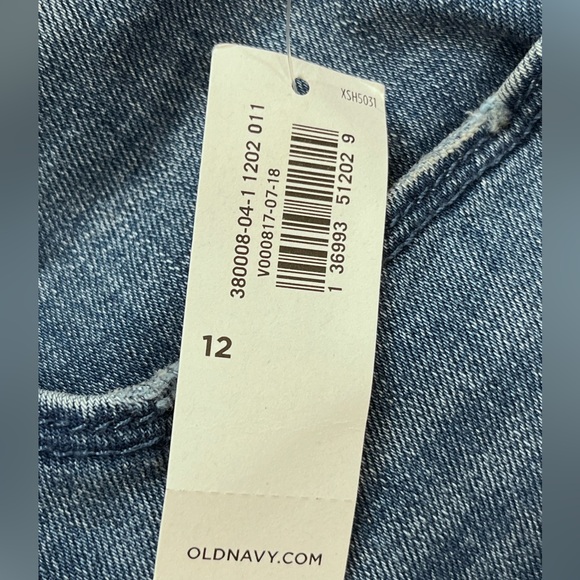 XSH5031
380008-04-1 1202 011
V000817-07-18
1 36993 51202 9
12
OLDNAVY.COM